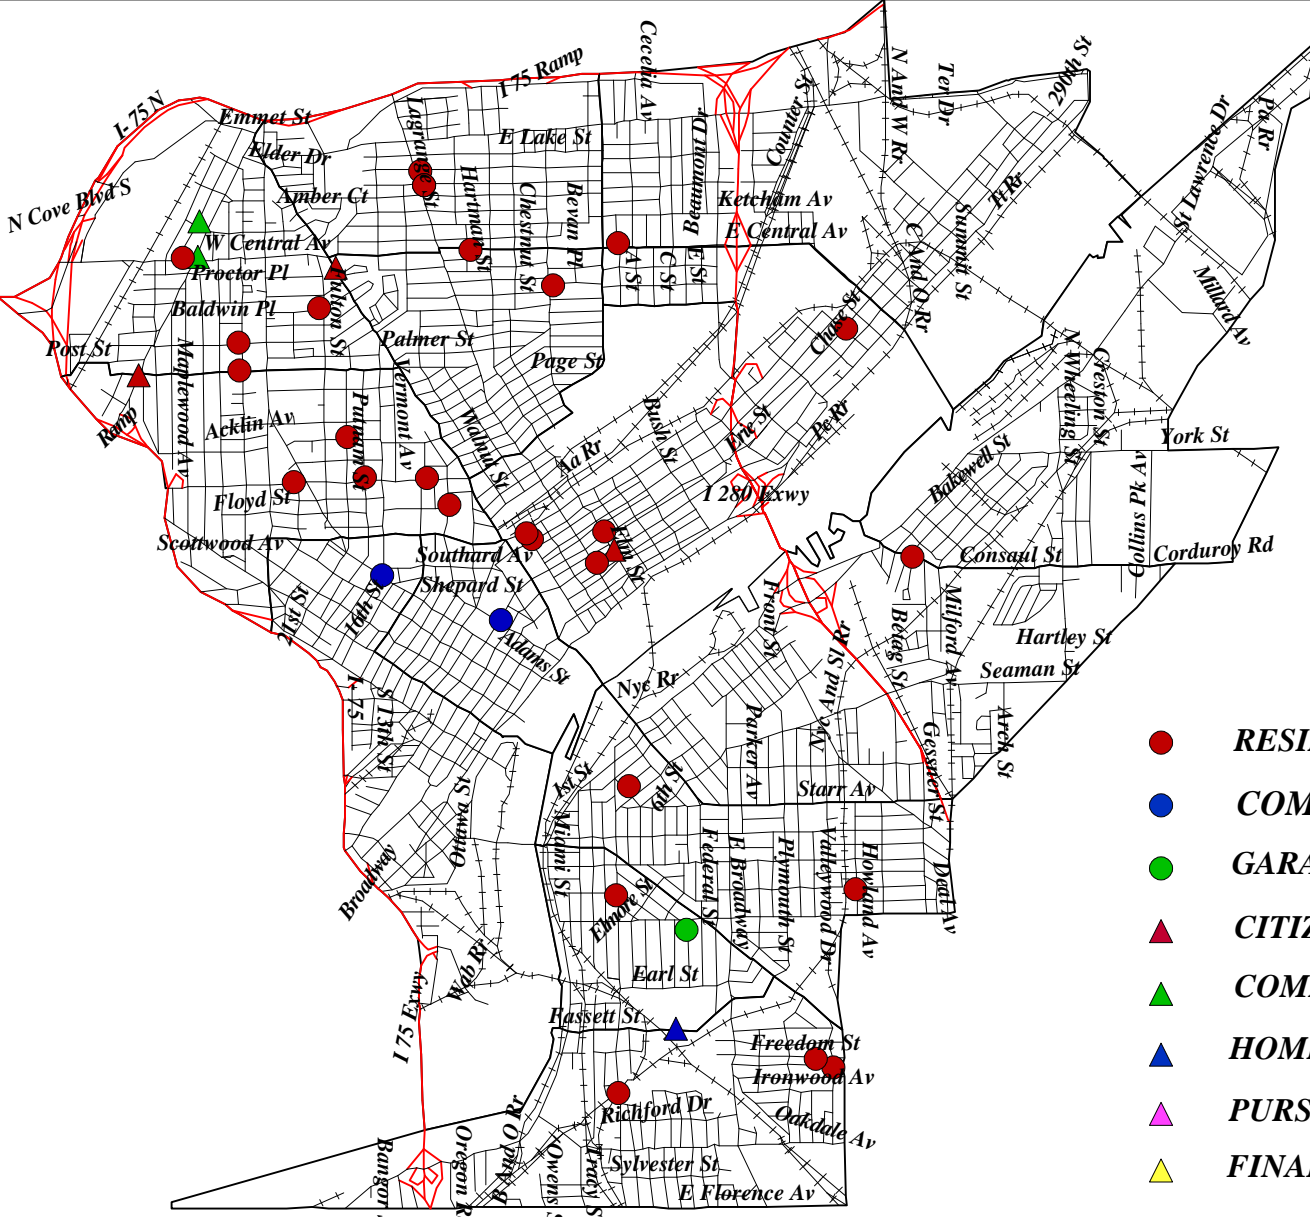 I 75 Ramp
Cecelia Av
N And W Rr
Ter Dr
290th St
I- 75 N
Emmet St
Lagrange St
E Lake St
Beaumont Dr
Counter St
St Lawrence Dr
Pa Rr
Elder Dr
Amber Ct
N Cove Blvd S
Hartman St
Chestnut St
Bevan Pl
Ketcham Av
E Central Av
Summit St
Tt Rr
W Central Av
Proctor Pl
A St
C St
E St
C And O Rr
Millard Av
Baldwin Pl
Fulton St
Palmer St
Page St
Chase St
Post St
Maplewood Av
Vermont Av
N Wheeling St
Creston St
Ramp
Acklin Av
Putnam St
Walnut St
Aa Rr
Bush St
Erie St
Pe Rr
York St
Bakewell St
Floyd St
I 280 Exwy
Collins Pk Av
Scottwood Av
Southard Av
Elm St
Consaul St
Corduroy Rd
Shepard St
21st St
16th St
Adams St
Front St
Milford Av
Hartley St
Seaman St
Nyc Rr
Nyc And Sl Rr
I- 75
S 13th St
Parker Av
Gessner St
Arch St
1st St
6th St
Starr Av
Ottawa St
Miami St
Federal St
E Broadway
Plymouth St
Valleywood Dr
Howland Av
Deal Av
Broadway
Elmore St
Wab Rr
Earl St
I 75 Exwy
Fassett St
Freedom St
Ironwood Av
Richford Dr
Oakdale Av
B And O Rr
Bangor
Oregon R
Owens S
Tracy S
Sylvester St
E Florence Av
RESI
COM
GARA
CITIZ
COM
HOM
PURS
FINA